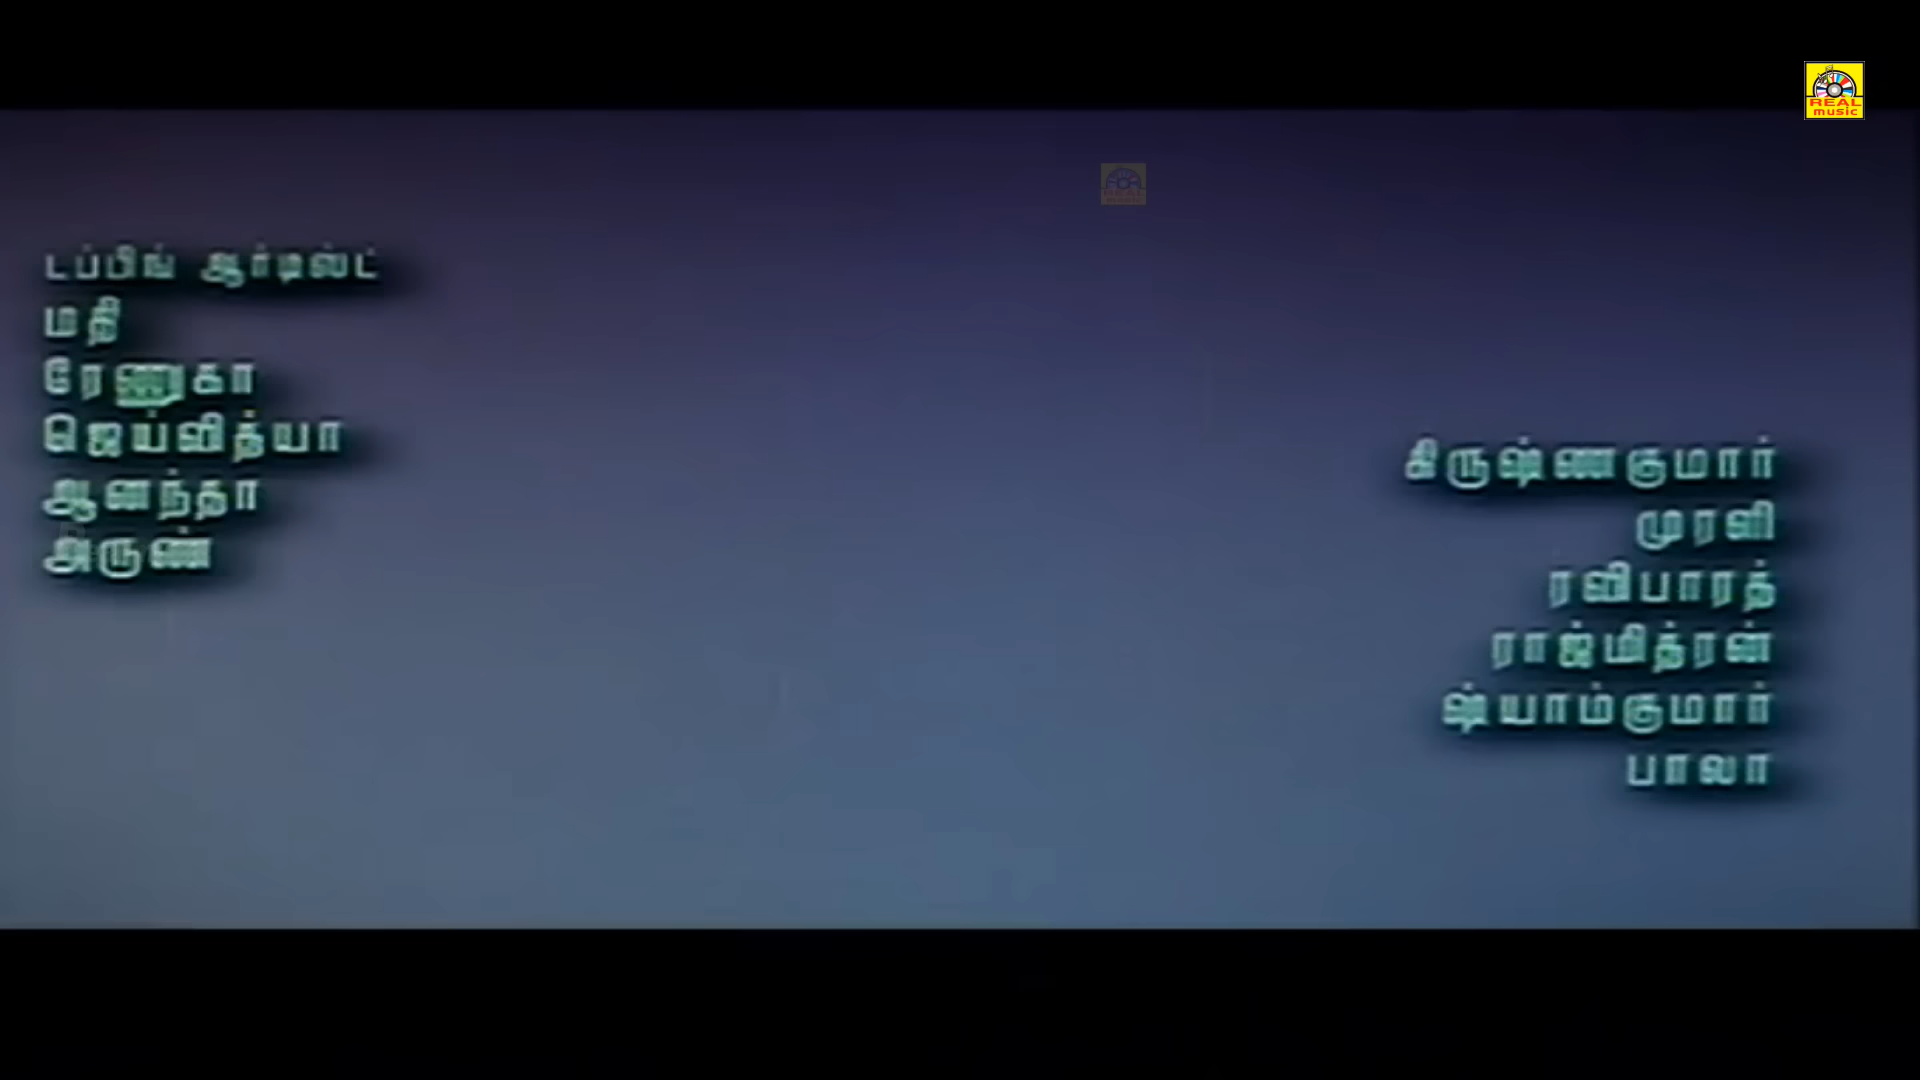 REAL
music
டப்பிங் ஆர்டிஸ்ட்
மதி
ரேணுகா
ஜெய்வித்யா
ஆனந்தா
அருண்
கிருஷ்ணகுமார்
முரளி
ரவிபாரத்
ராஜ்மித்ரன்
ஷ்யாம்குமார்
பாலா